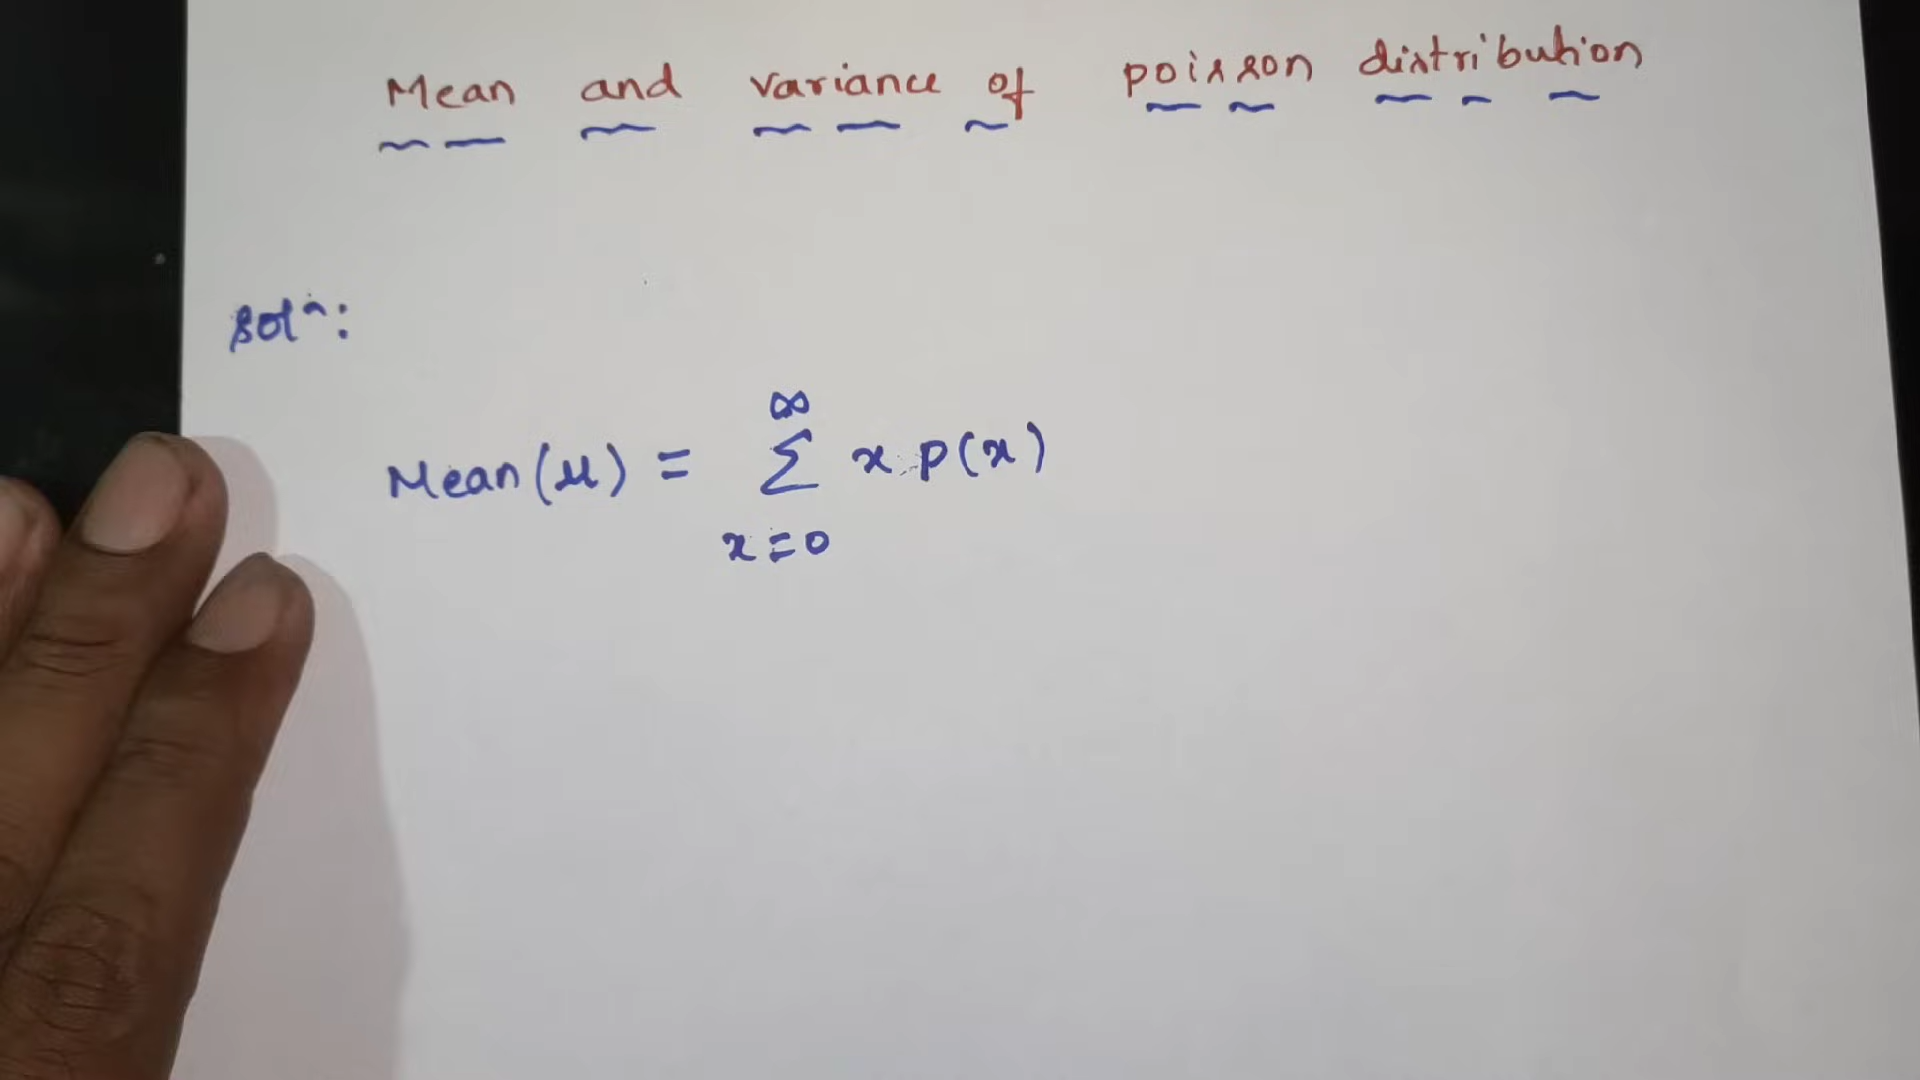 Mean and variance of poisson distribution
Solⁿ:
∞
Mean(μ) = Σ x p(x)
x=0